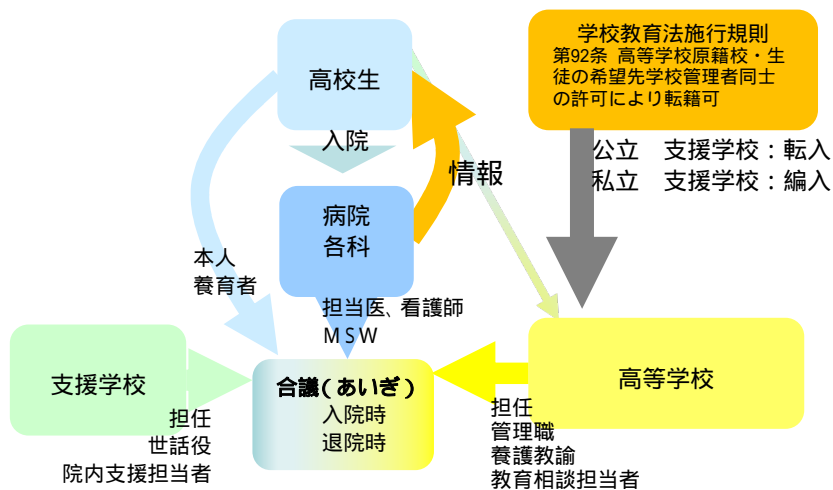 学校教育法施行規則
第92条 高等学校原籍校・生
徒の希望先学校管理者同士
の許可により転籍可
高校生
入院
公立　支援学校：転入
私立　支援学校：編入
情報
病院
各科
本人
養育者
担当医、看護師
ＭＳＷ
支援学校
合議(あいぎ)
入院時
退院時
高等学校
担任
世話役
院内支援担当者
担任
管理職
養護教諭
教育相談担当者